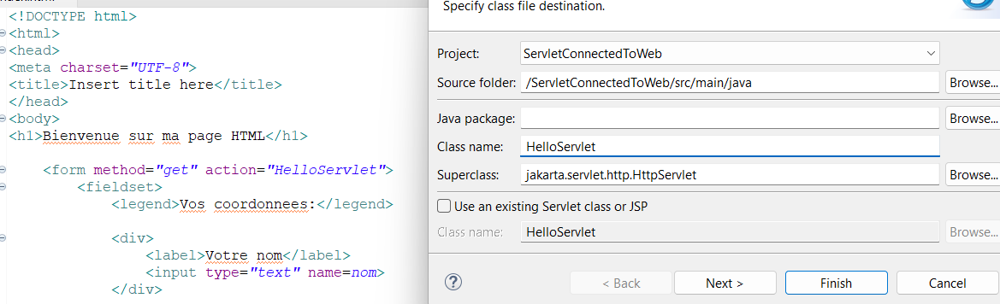 <!DOCTYPE html>
<html>
<head>
<meta charset="UTF-8">
<title>Insert title here</title>
</head>
<body>
<h1>Bienvenue sur ma page HTML</h1>
<form method="get" action="HelloServlet">
<fieldset>
<legend>Vos coordonnees:</legend>
<div>
<label>Votre nom</label>
<input type="text" name=nom>
</div>
Specify class file destination.
Project: ServletConnectedToWeb
Source folder: /ServletConnectedToWeb/src/main/java Browse...
Java package: Browse...
Class name: HelloServlet
Superclass: jakarta.servlet.http.HttpServlet Browse...
Use an existing Servlet class or JSP
Class name: HelloServlet Browse...
? < Back Next > Finish Cancel